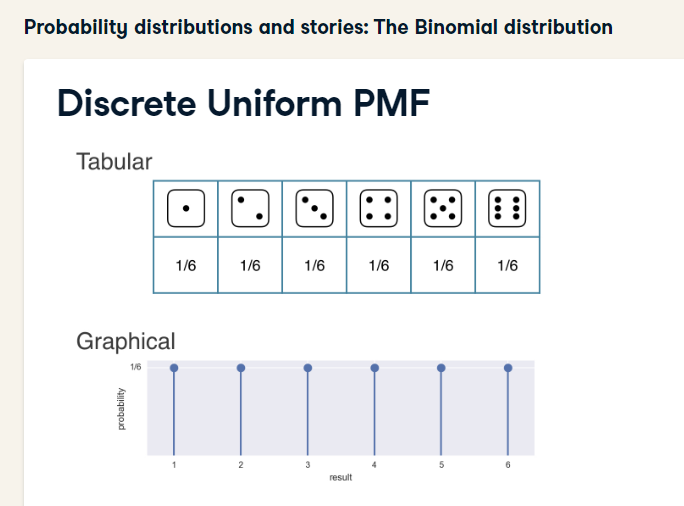 Probability distributions and stories: The Binomial distribution
Discrete Uniform PMF
Tabular
1/6 1/6 1/6 1/6 1/6 1/6
Graphical
1/6
probability
1 2 3 4 5 6
result